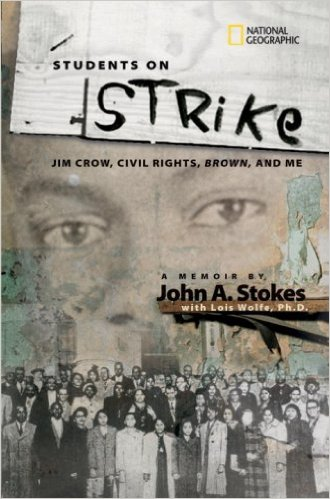 NATIONAL
GEOGRAPHIC
STUDENTS ON
STRiKe
JIM CROW, CIVIL RIGHTS, BROWN, AND ME
A MEMOIR BY
John A. Stokes
with Lois Wolfe, Ph.D.